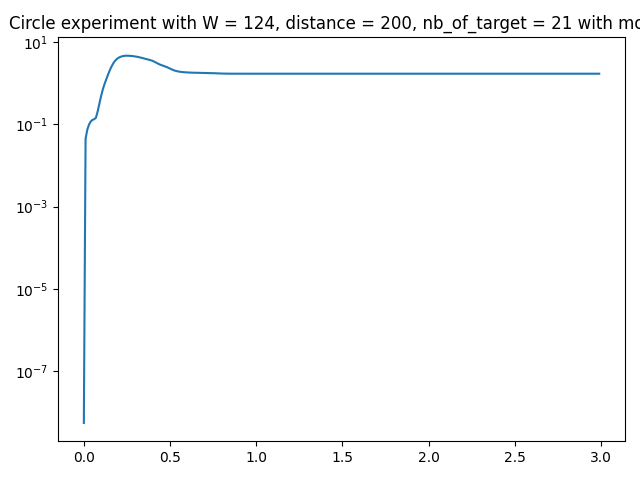 Circle experiment with W = 124, distance = 200, nb_of_target = 21 with
10¹
10⁻¹
10⁻³
10⁻⁵
10⁻⁷
0.0 0.5 1.0 1.5 2.0 2.5 3.0